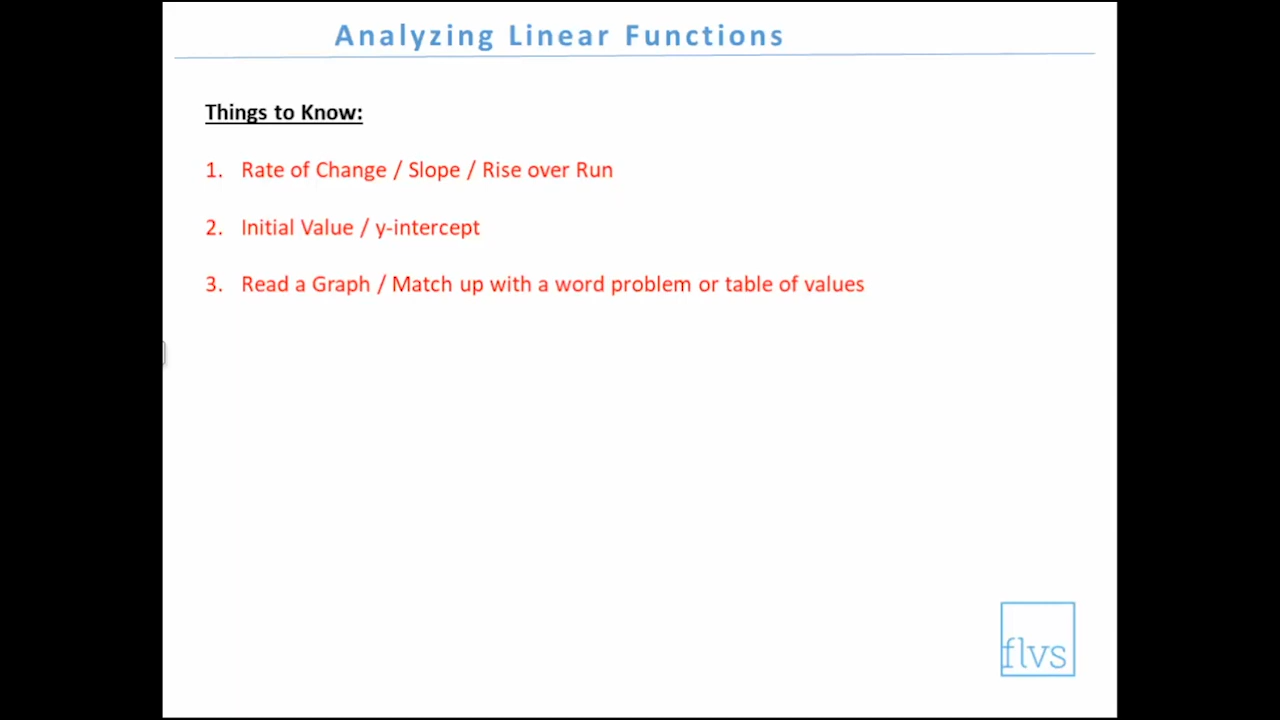 Analyzing Linear Functions
Things to Know:
1. Rate of Change / Slope / Rise over Run
2. Initial Value / y-intercept
3. Read a Graph / Match up with a word problem or table of values
flvs